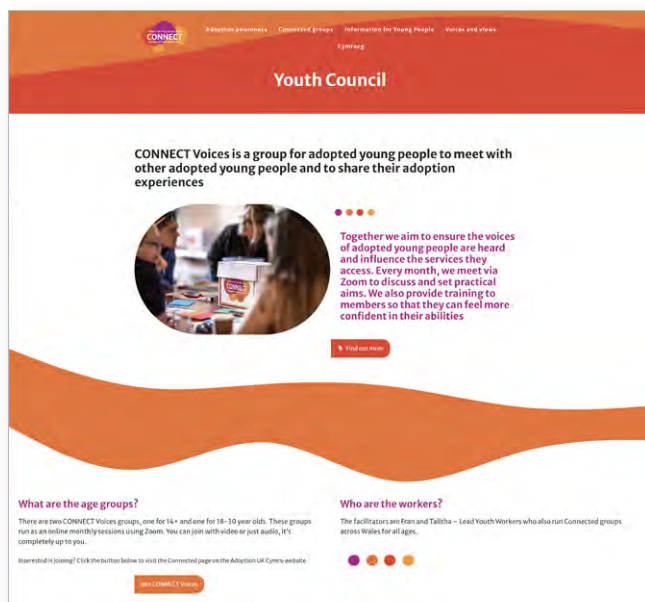 CONNECT
Adoption awareness Connected groups Information for Young People Voices and views
Cymraeg
Youth Council
CONNECT Voices is a group for adopted young people to meet with
other adopted young people and to share their adoption
experiences
CONNECT
Together we aim to ensure the voices
of adopted young people are heard
and influence the services they
access. Every month, we meet via
Zoom to discuss and set practical
aims. We also provide training to
members so that they can feel more
confident in their abilities
Find out more
What are the age groups?
There are two CONNECT Voices groups, one for 14+ and one for 18-30 year olds. These groups
run as an online monthly sessions using Zoom. You can join with video or just audio, it's
completely up to you.
Interested in joining? Click the button below to visit the Connected page on the Adoption UK Cymru website
Join CONNECT Voices
Who are the workers?
The facilitators are Fran and Talitha – Lead Youth Workers who also run Connected groups
across Wales for all ages.